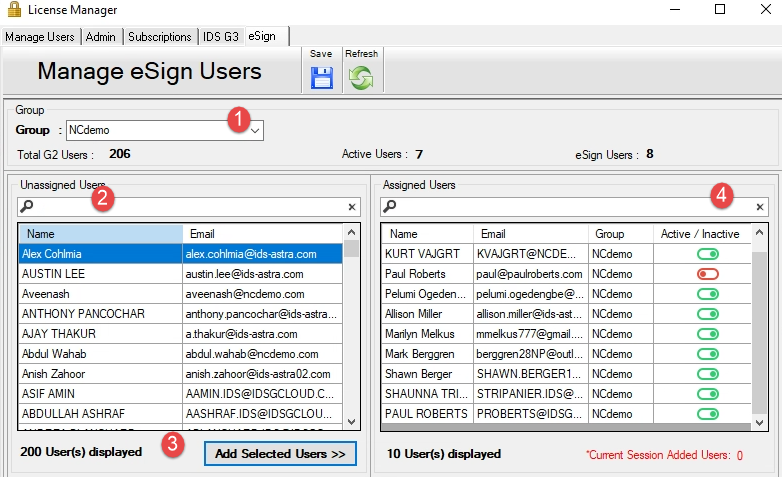 License Manager
Manage Users Admin Subscriptions IDS G3 eSign
Manage eSign Users
Save Refresh
Group
Group : NCdemo
1
Total G2 Users : 206 Active Users : 7 eSign Users : 8
Unassigned Users
2
Name Email
Alex Cohlmia alex.cohlmia@ids-astra.com
AUSTIN LEE austin.lee@ids-astra.com
Aveenash aveenash@ncdemo.com
ANTHONY PANCOCHAR anthony.pancochar@ids-astra...
AJAY THAKUR a.thakur@ids-astra.com
Abdul Wahab abdul.wahab@ncdemo.com
Anish Zahoor anish.zahoor@ids-astra02.com
ASIF AMIN AAMIN.IDS@IDSGCLOUD.C...
ABDULLAH ASHRAF AASHRAF.IDS@IDSGCLOU...
200 User(s) displayed
3
Add Selected Users >>
Assigned Users
4
Name Email Group Active / Inactive
KURT VAJGRT KVAJGRT@NCDE... NCdemo
Paul Roberts paul@paulroberts.com NCdemo
Pelumi Ogeden... pelumi.ogedengbe@... NCdemo
Allison Miller allison.miller@ids-ast... NCdemo
Marilyn Melkus mmelkus777@gmail.... NCdemo
Mark Berggren berggren28NP@outl... NCdemo
Shawn Berger SHAWN.BERGER1... NCdemo
SHAUNNA TRI... STRIPANIER.IDS@... NCdemo
PAUL ROBERTS PROBERTS@IDSG... NCdemo
10 User(s) displayed
*Current Session Added Users: 0